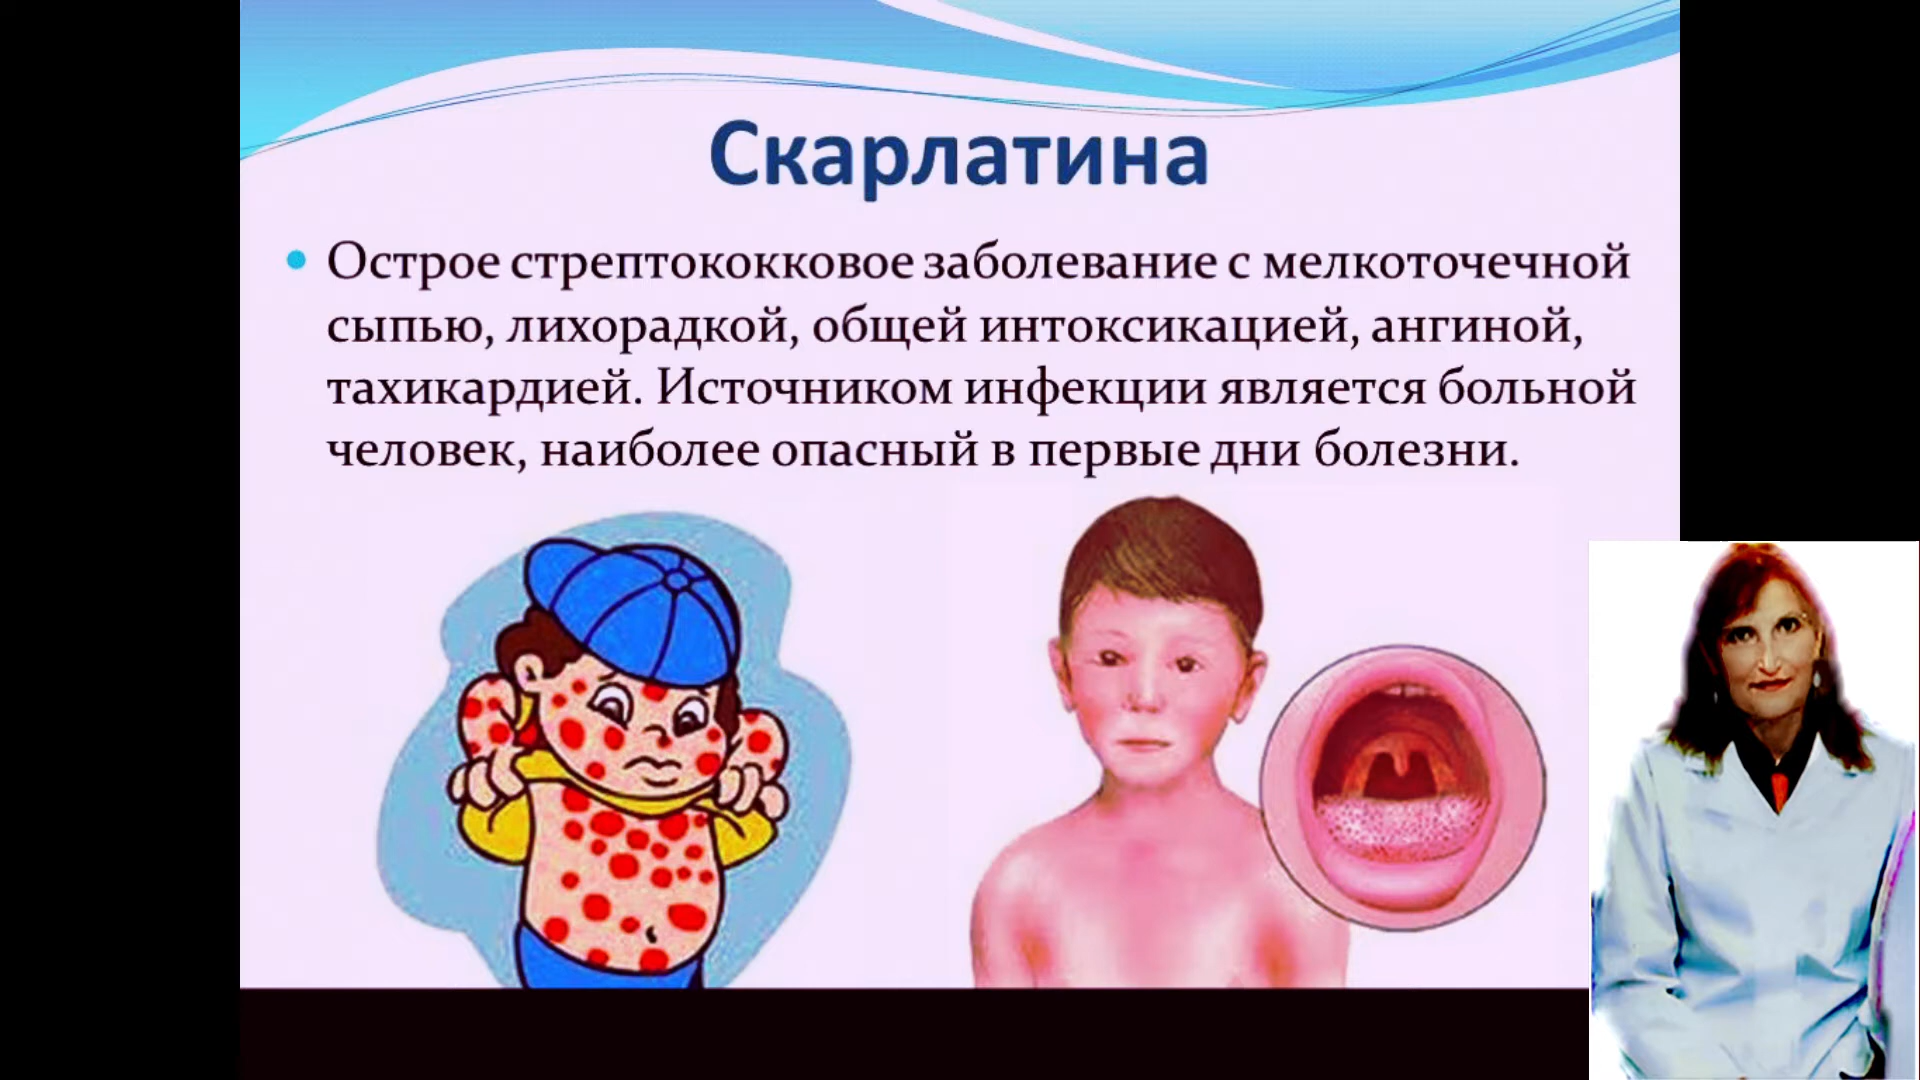 Скарлатина
Острое стрептококковое заболевание с мелкоточечной
сыпью, лихорадкой, общей интоксикацией, ангиной,
тахикардией. Источником инфекции является больной
человек, наиболее опасный в первые дни болезни.